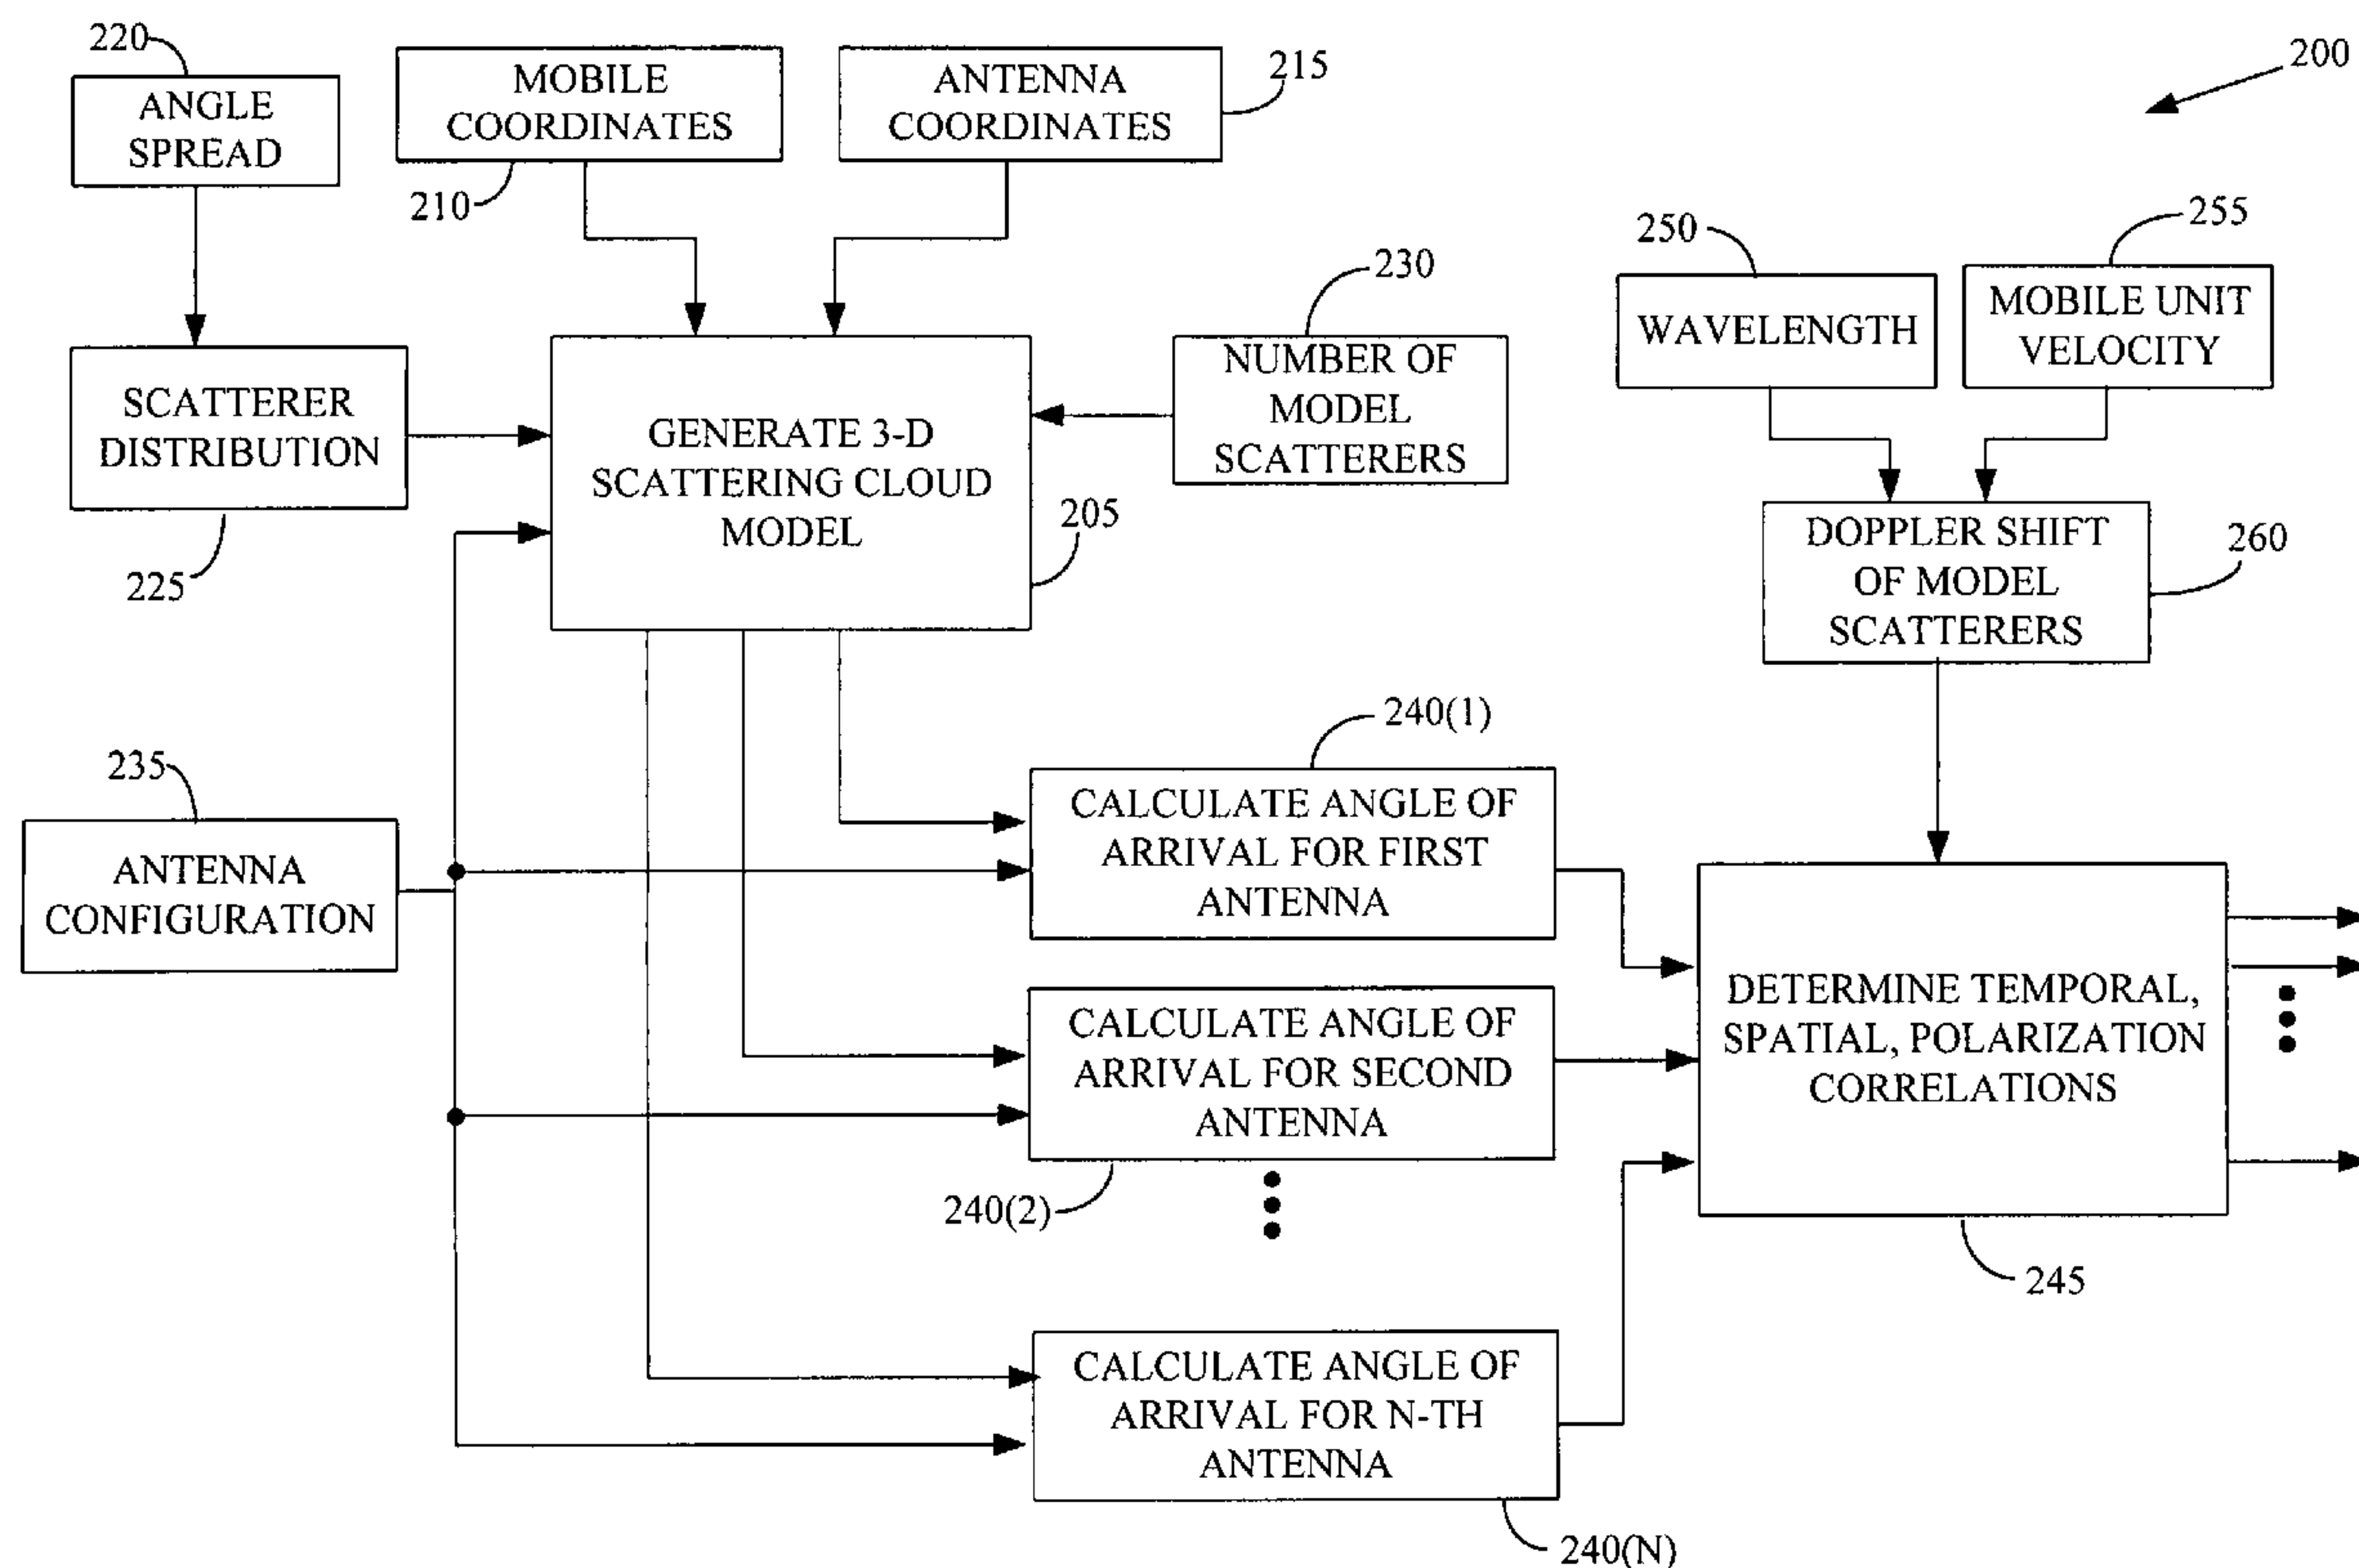 220
ANGLE
SPREAD
MOBILE
COORDINATES
210
ANTENNA
COORDINATES
215
200
SCATTERER
DISTRIBUTION
225
GENERATE 3-D
SCATTERING CLOUD
MODEL
205
230
NUMBER OF
MODEL
SCATTERERS
250
WAVELENGTH
255
MOBILE UNIT
VELOCITY
DOPPLER SHIFT
OF MODEL
SCATTERERS
260
235
ANTENNA
CONFIGURATION
240(1)
CALCULATE ANGLE OF
ARRIVAL FOR FIRST
ANTENNA
CALCULATE ANGLE OF
ARRIVAL FOR SECOND
ANTENNA
240(2)
CALCULATE ANGLE OF
ARRIVAL FOR N-TH
ANTENNA
240(N)
DETERMINE TEMPORAL,
SPATIAL, POLARIZATION
CORRELATIONS
245